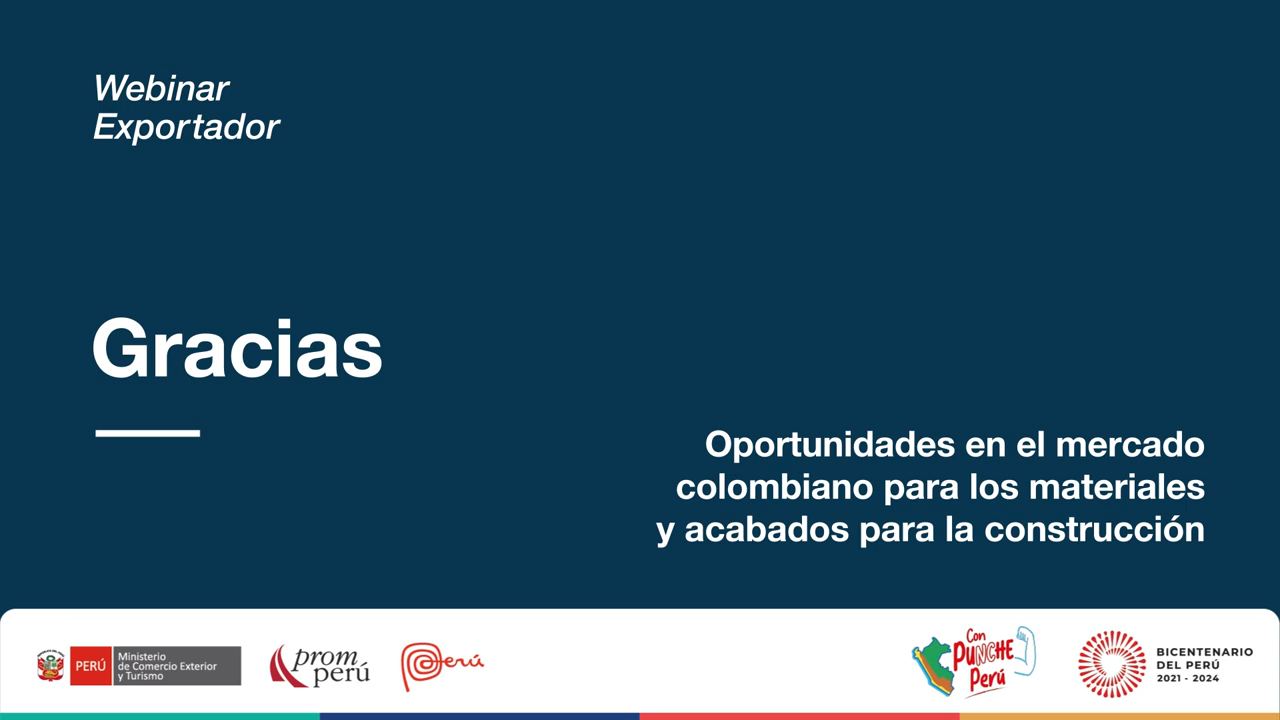 Webinar
Exportador
Gracias
Oportunidades en el mercado
colombiano para los materiales
y acabados para la construcción
PERÚ
Ministerio
de Comercio Exterior
y Turismo
prom
perú
Perú
Con
PUNCHE
Perú
BICENTENARIO
DEL PERÚ
2021 - 2024